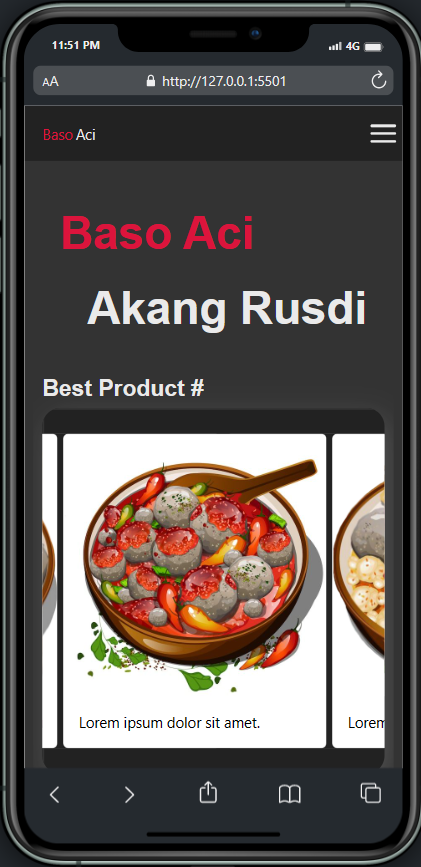 11:51 PM
4G
AA
http://127.0.0.1:5501
Baso Aci
Baso Aci
Akang Rusdi
Best Product #
Lorem ipsum dolor sit amet.
Lorem